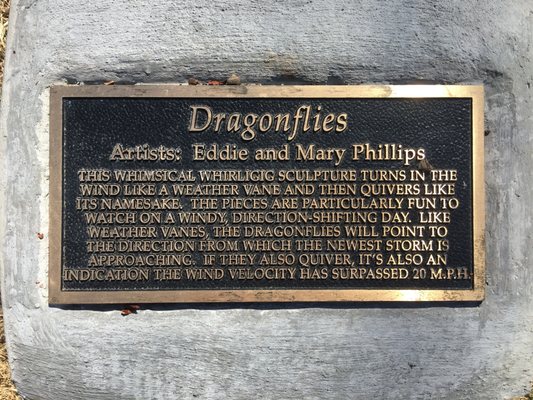 Dragonflies
Artists: Eddie and Mary Phillips
THIS WHIMSICAL WHIRLIGIG SCULPTURE TURNS IN THE
WIND LIKE A WEATHER VANE AND THEN QUIVERS LIKE
ITS NAMESAKE. THE PIECES ARE PARTICULARLY FUN TO
WATCH ON A WINDY, DIRECTION-SHIFTING DAY. LIKE
WEATHER VANES, THE DRAGONFLIES WILL POINT TO
THE DIRECTION FROM WHICH THE NEWEST STORM IS
APPROACHING. IF THEY ALSO QUIVER, IT'S ALSO AN
INDICATION THE WIND VELOCITY HAS SURPASSED 20 M.P.H.